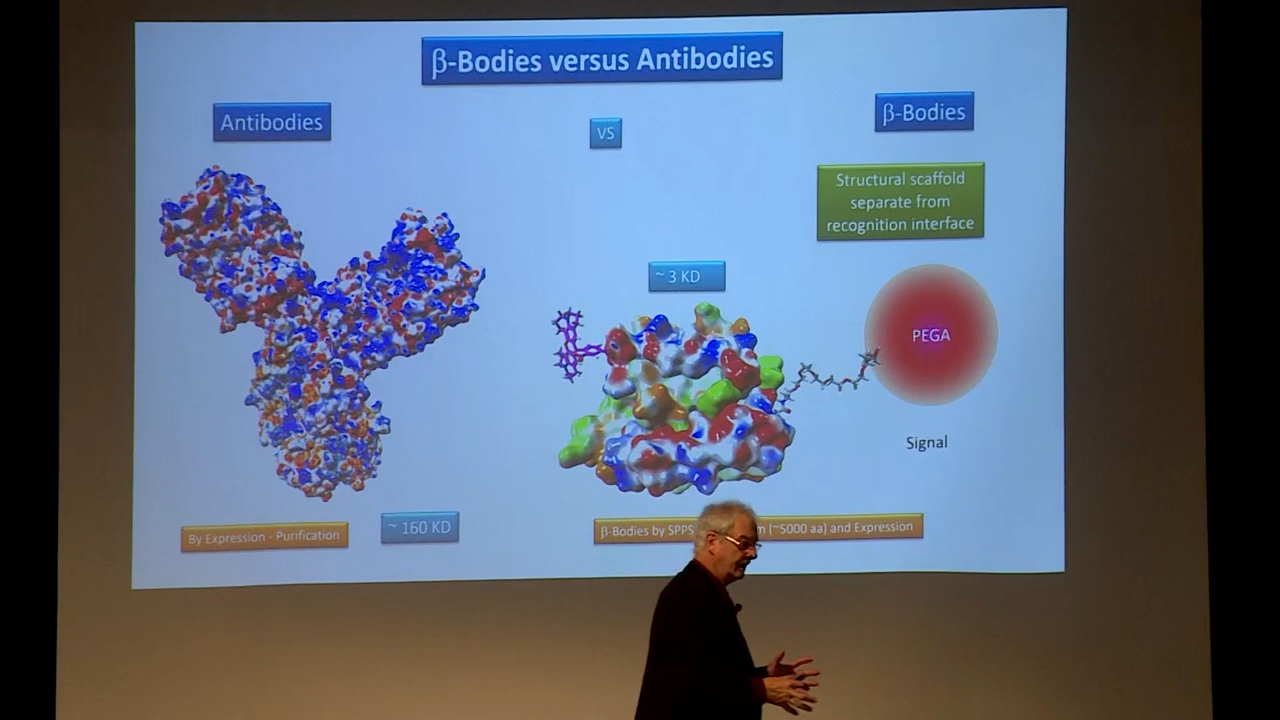 β-Bodies versus Antibodies
Antibodies
VS
β-Bodies
Structural scaffold
separate from
recognition interface
~ 3 KD
PEGA
Signal
By Expression - Purification
~ 160 KD
β-Bodies by SPPS (~5000 aa) and Expression